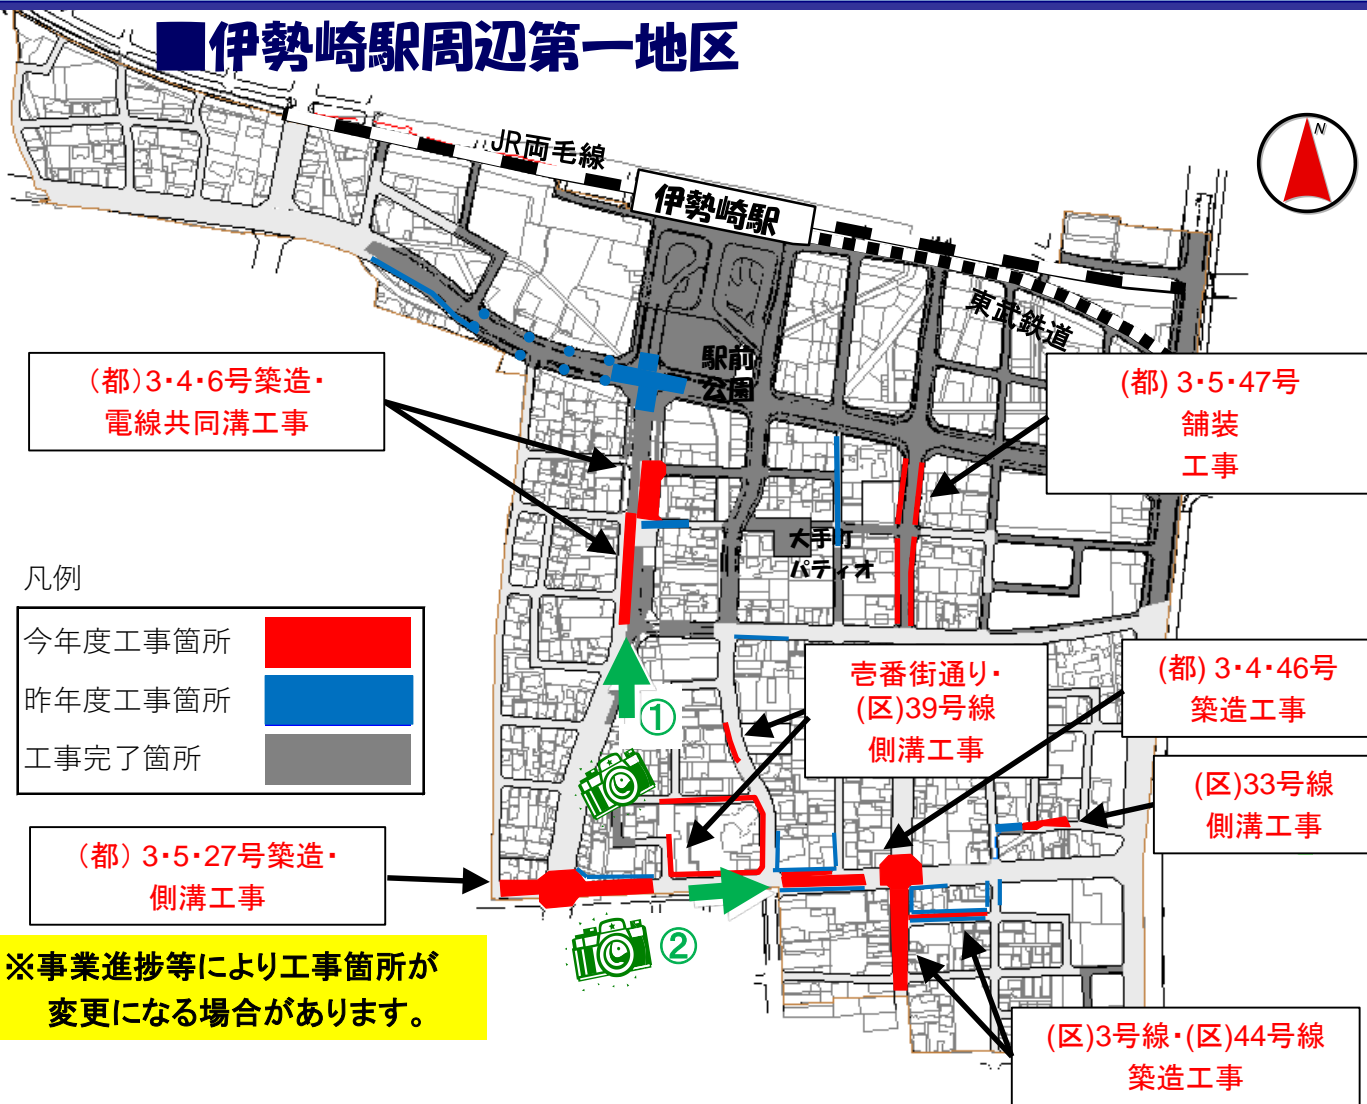 ■伊勢崎駅周辺第一地区
N
JR両毛線
伊勢崎駅
東武鉄道
駅前
公園
(都)3・4・6号築造・
電線共同溝工事
(都) 3・5・47号
舗装
工事
大手町
パティオ
凡例
今年度工事箇所
昨年度工事箇所
工事完了箇所
壱番街通り・
(区)39号線
側溝工事
(都) 3・4・46号
築造工事
①
(区)33号線
側溝工事
(都) 3・5・27号築造・
側溝工事
②
※事業進捗等により工事箇所が
変更になる場合があります。
(区)3号線・(区)44号線
築造工事